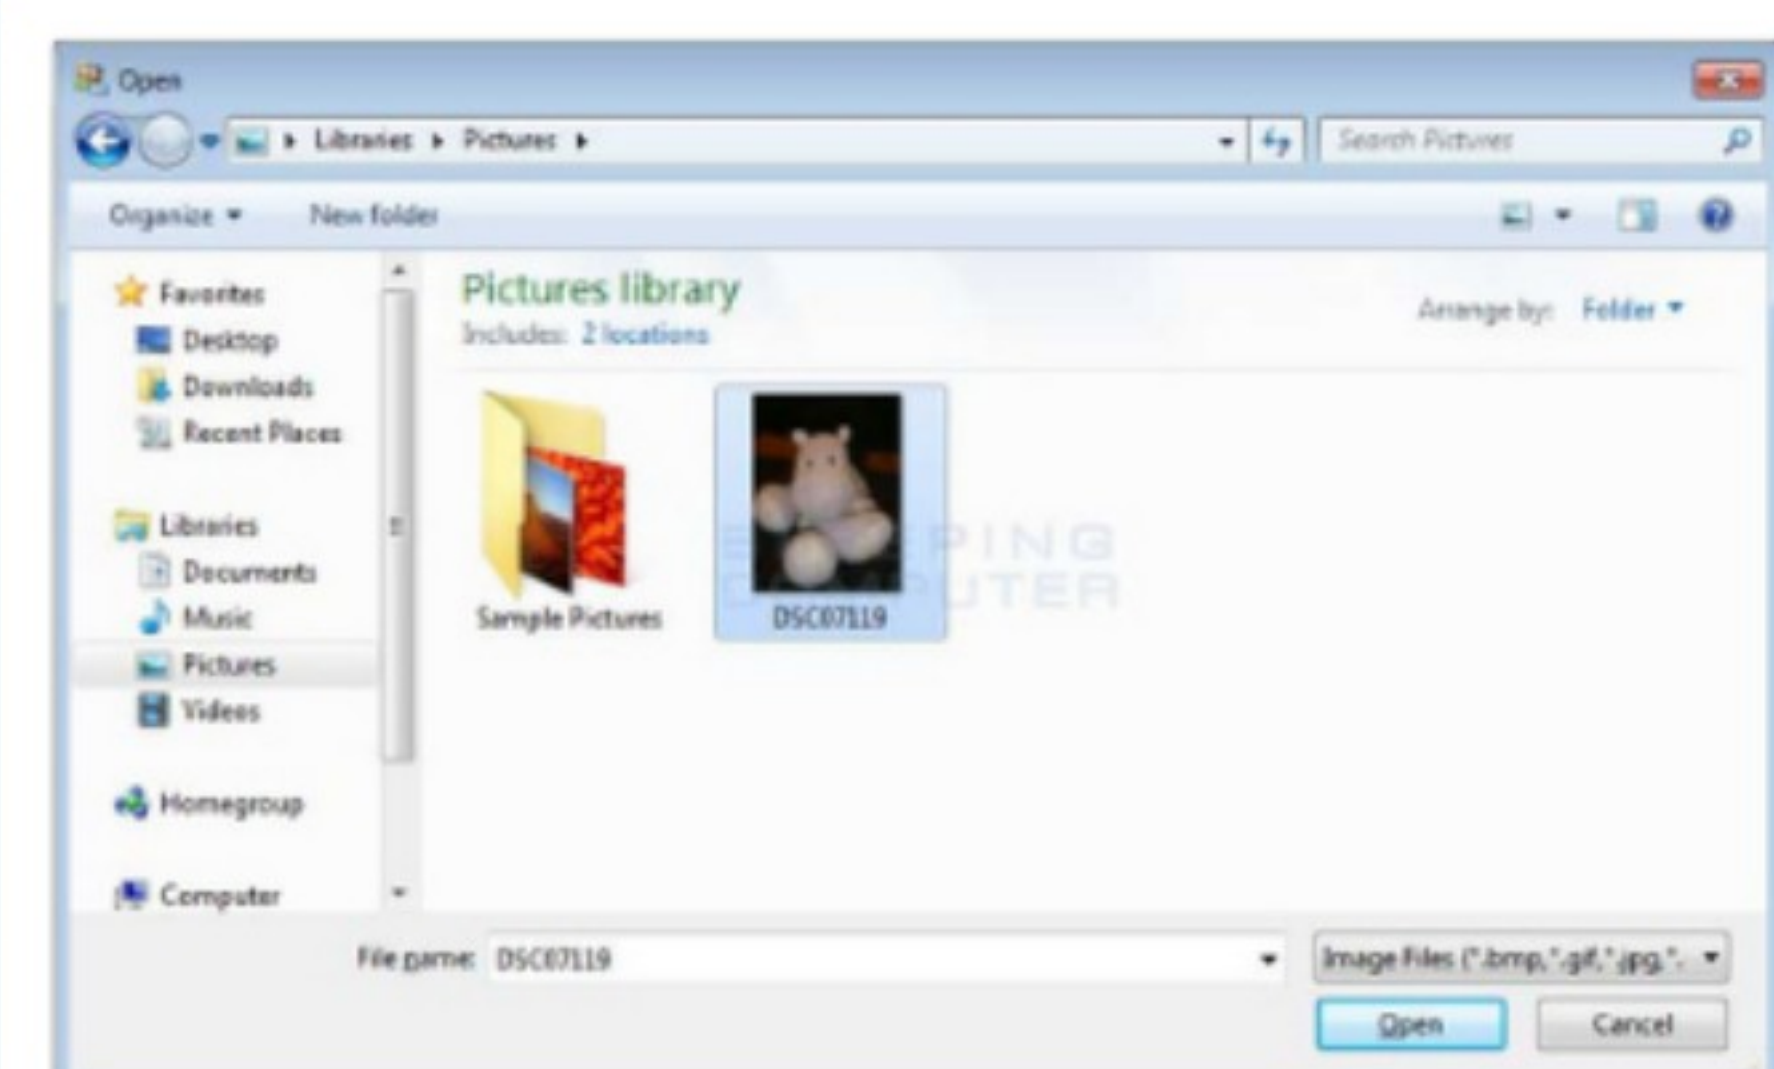 Open
Libraries Pictures
Search Pictures
Organize New folder
Favorites
Desktop
Downloads
Recent Places
Libraries
Documents
Music
Pictures
Videos
Homegroup
Computer
Pictures library
Includes: 2 locations
Arrange by: Folder
Sample Pictures
DSC07119
PING
PUTER
File name: DSC07119
Image Files (*.bmp,*.gif,*.jpg,*.
Open Cancel